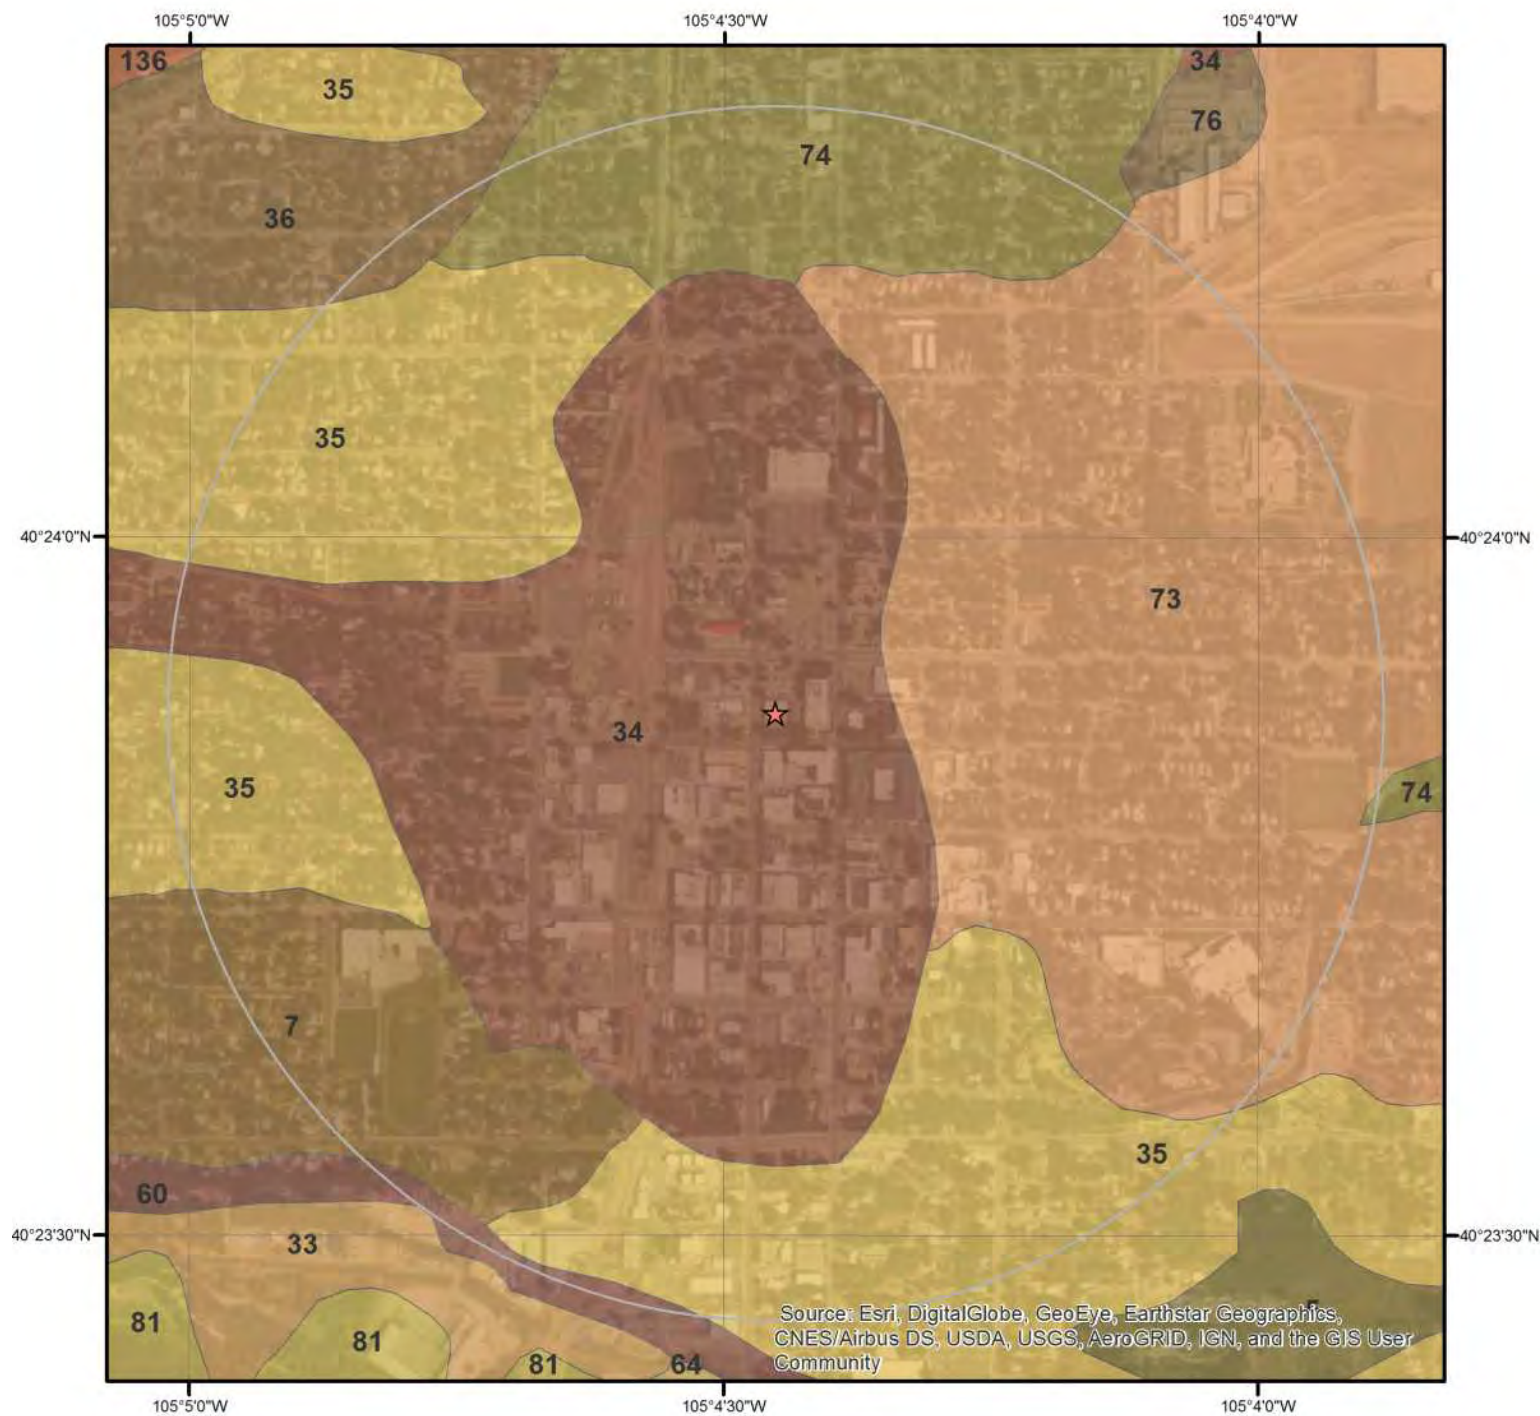 105°5'0"W 105°4'30"W 105°4'0"W
136
35
34
76
74
36
35
40°24'0"N 40°24'0"N
73
34
35
74
7
35
60
40°23'30"N 40°23'30"N
33
81
81
81
64
Source: Esri, DigitalGlobe, GeoEye, Earthstar Geographics,
CNES/Airbus DS, USDA, USGS, AeroGRID, IGN, and the GIS User
Community
105°5'0"W 105°4'30"W 105°4'0"W